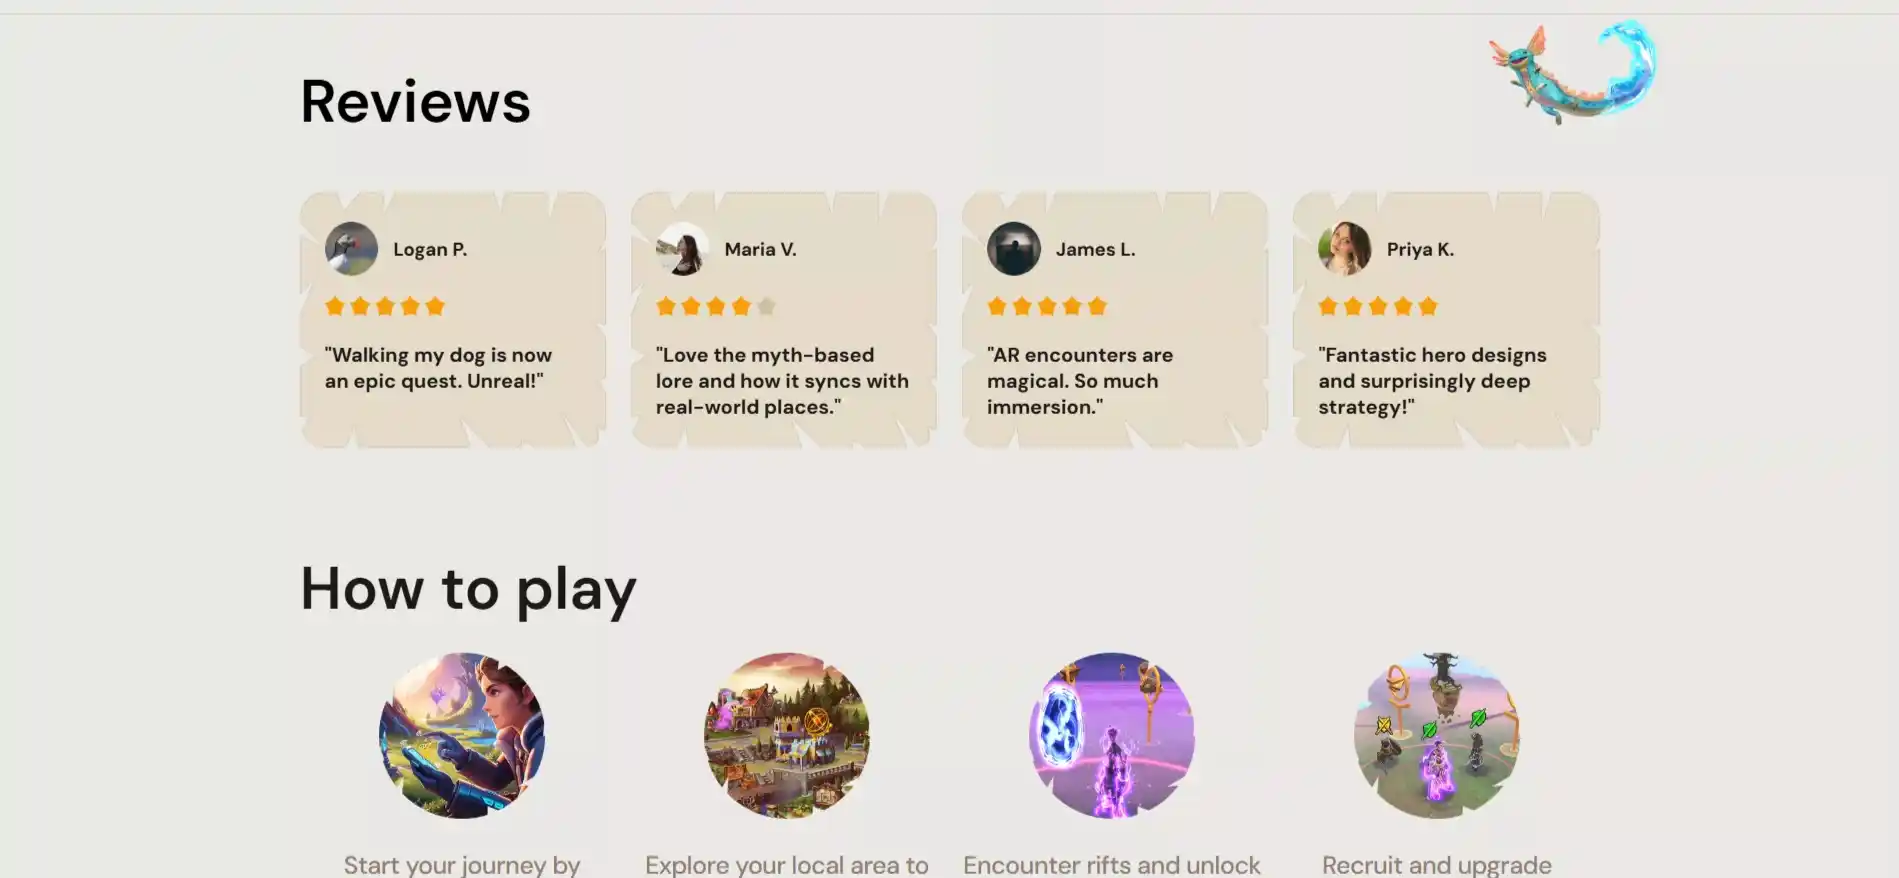 Reviews
Logan P.
"Walking my dog is now
an epic quest. Unreal!"
Maria V.
"Love the myth-based
lore and how it syncs with
real-world places."
James L.
"AR encounters are
magical. So much
immersion."
Priya K.
"Fantastic hero designs
and surprisingly deep
strategy!"
How to play
Start your journey by
Explore your local area to
Encounter rifts and unlock
Recruit and upgrade